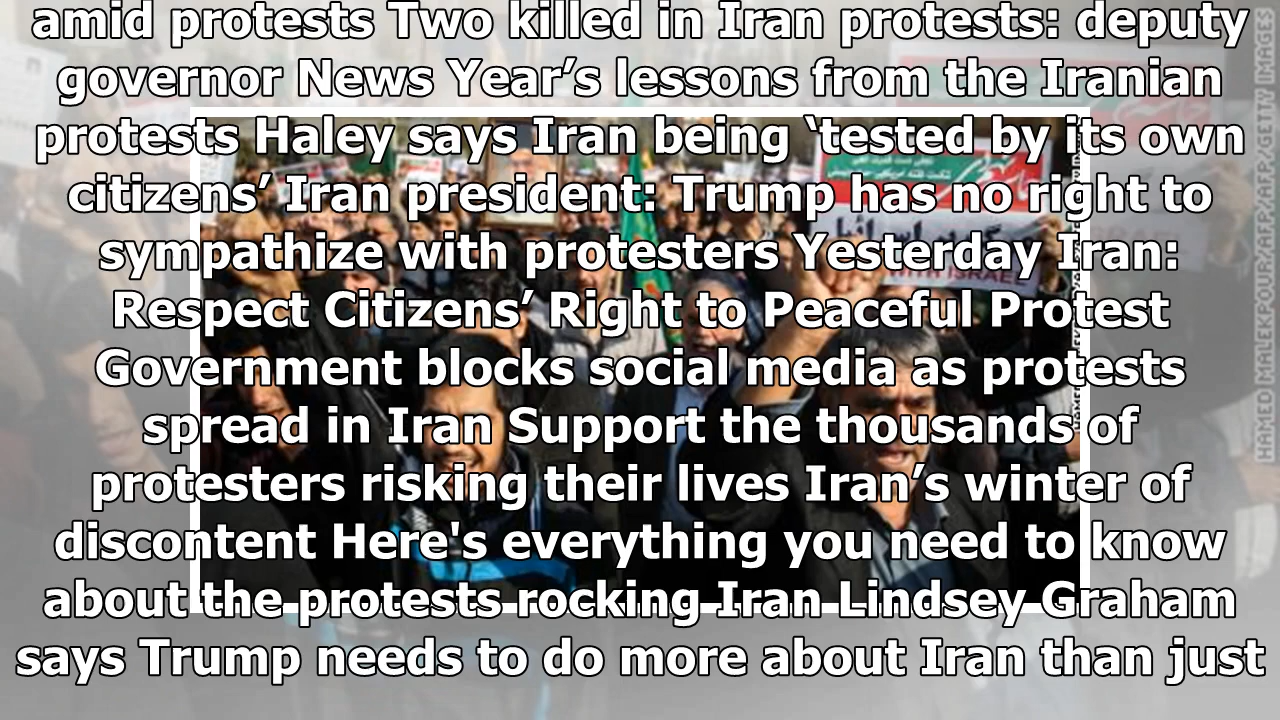 amid protests Two killed in Iran protests: deputy
governor News Year’s lessons from the Iranian
protests Haley says Iran being ‘tested by its own
citizens’ Iran president: Trump has no right to
sympathize with protesters Yesterday Iran:
Respect Citizens’ Right to Peaceful Protest
Government blocks social media as protests
spread in Iran Support the thousands of
protesters risking their lives Iran’s winter of
discontent Here's everything you need to know
about the protests rocking Iran Lindsey Graham
says Trump needs to do more about Iran than just
HAMED MALEKPOUR/AFP/AFP/GETTY IMAGES
ISRAEL